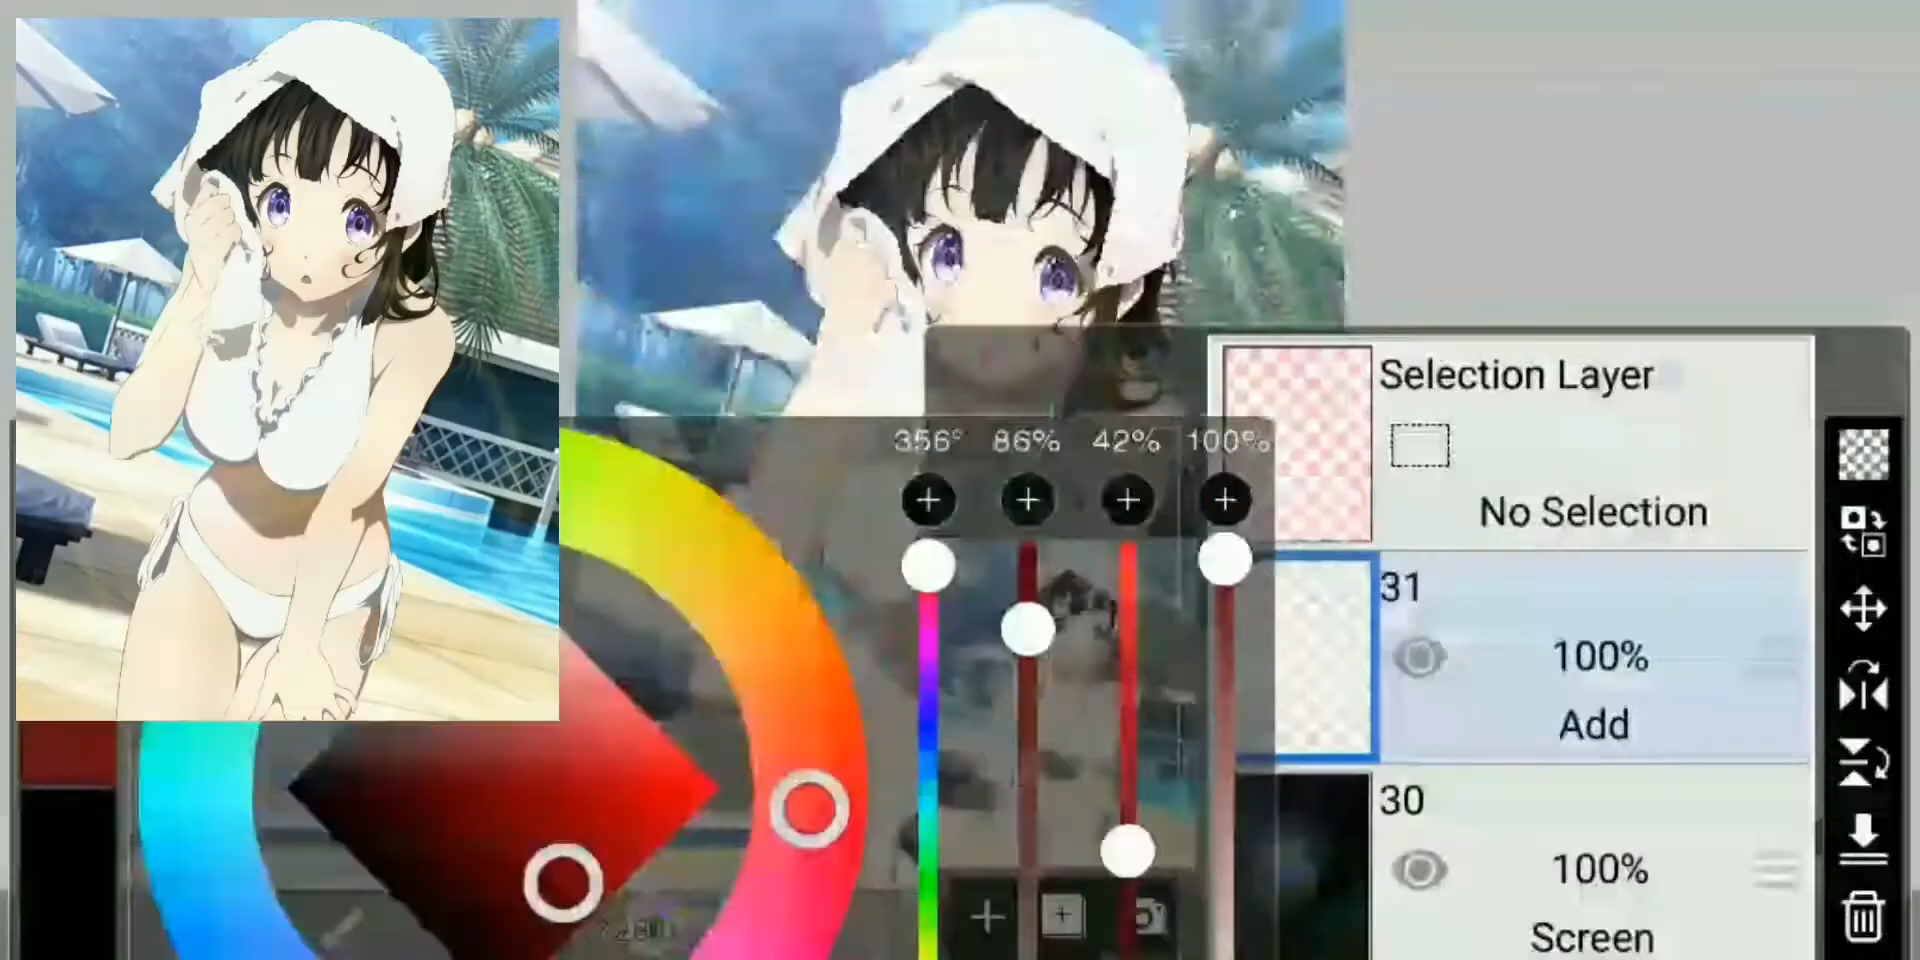 356° 86% 42% 100%
Selection Layer
No Selection
31
100%
Add
30
100%
Screen